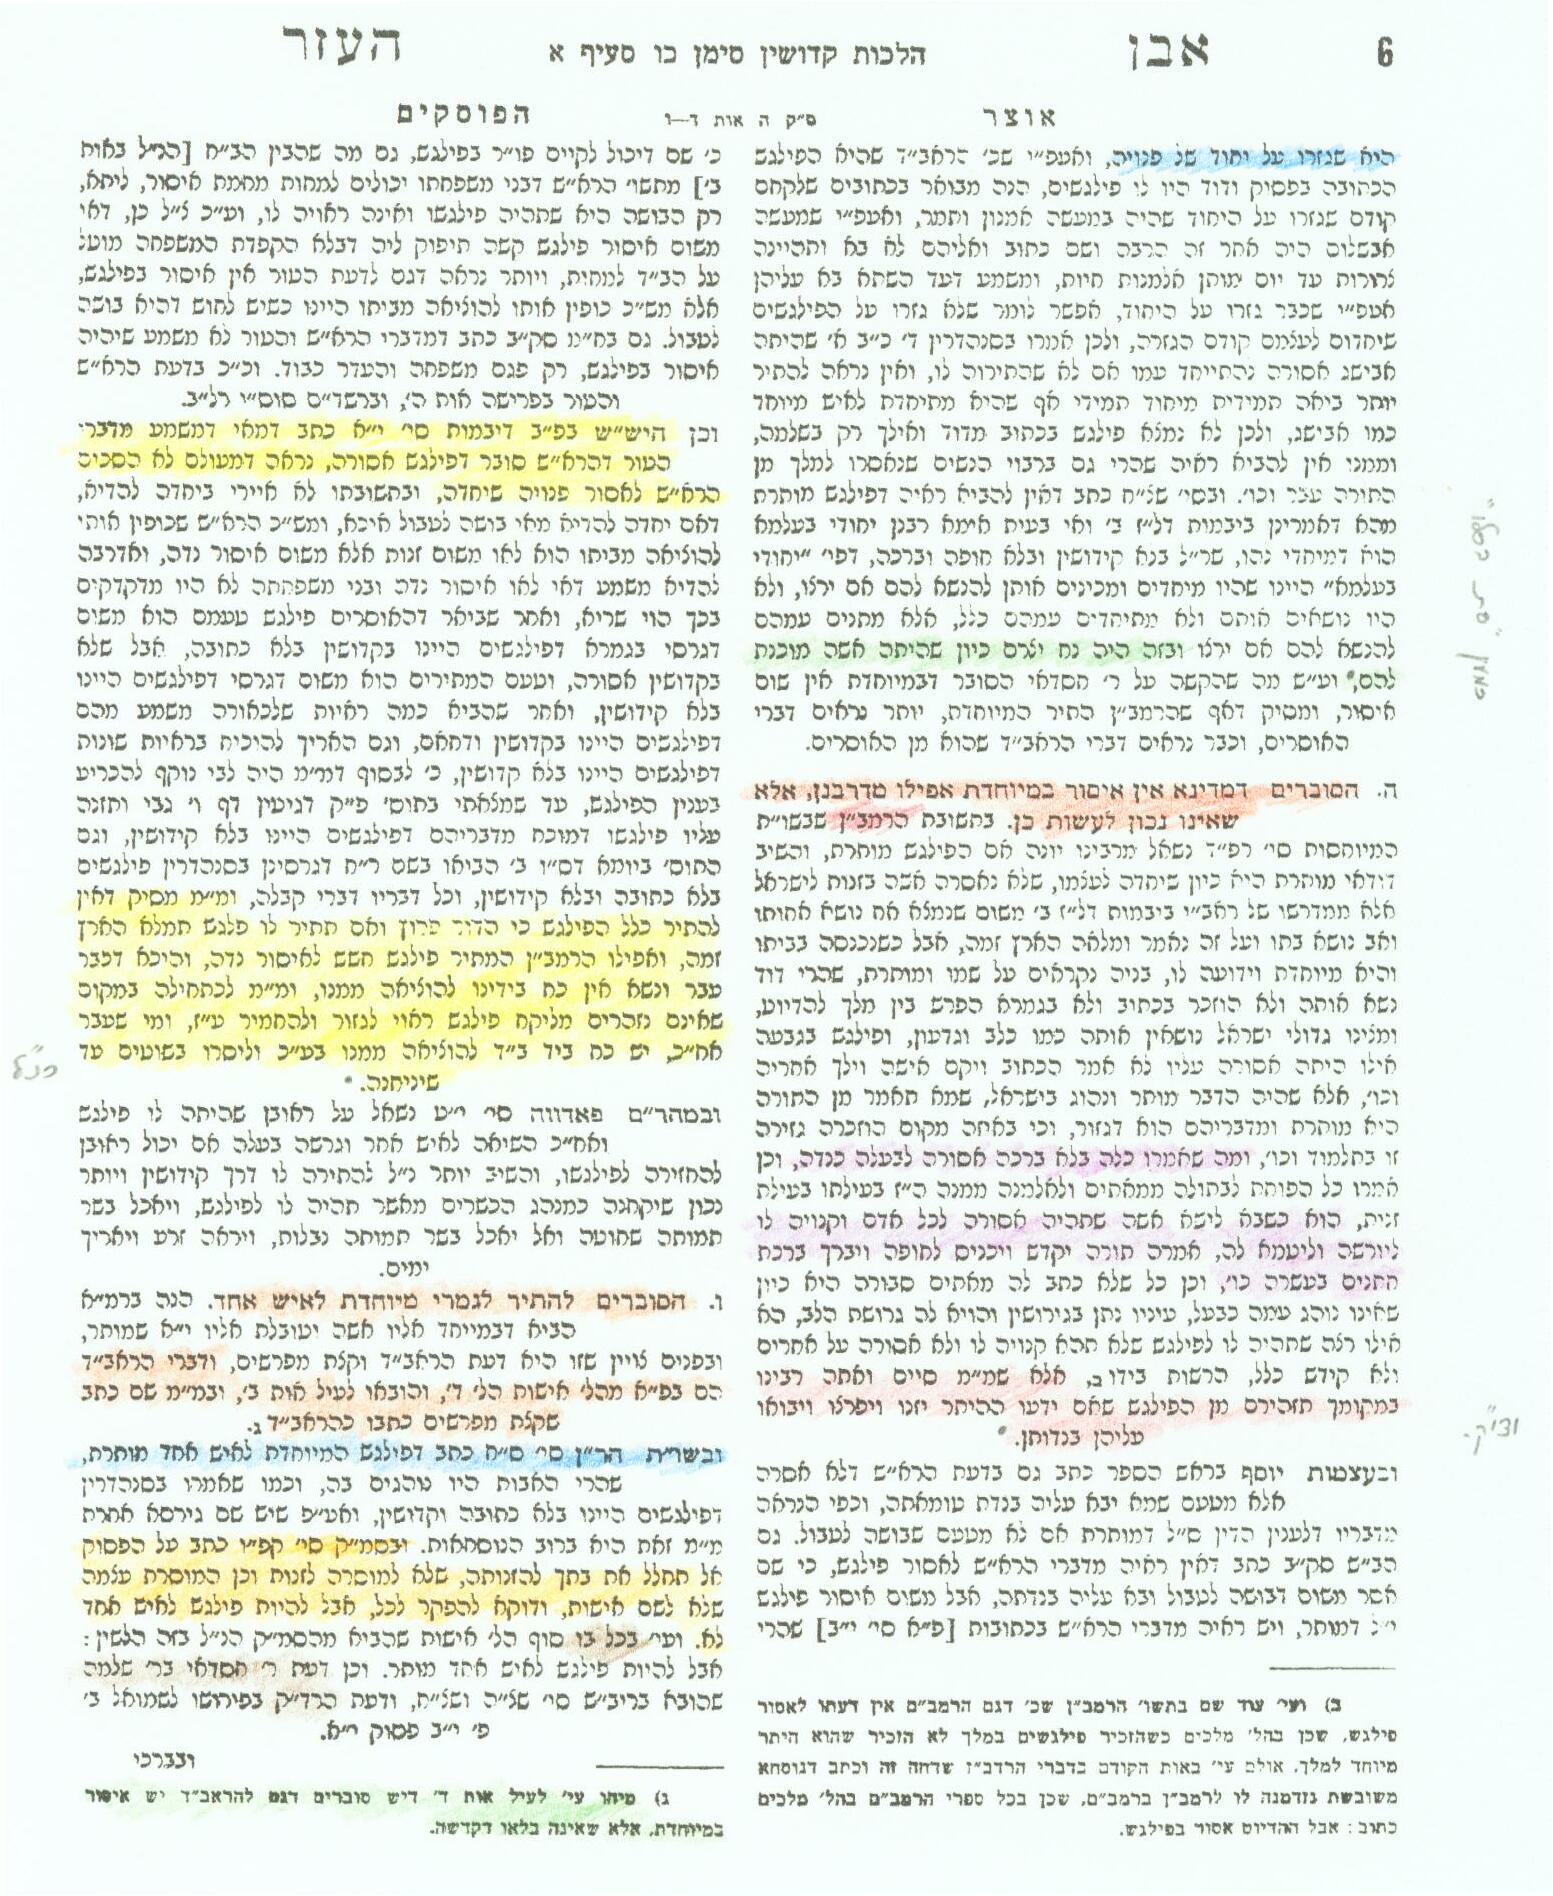 6 אבן הלכות קדושין סימן כו סעיף א העזר
אוצר ס״ק ה אות ד–ו הפוסקים
היא שגזרו על יחוד של פנויה, ואעפ״י שכ׳ הראב״ד שהיא הפילגש
הכתובה בפסוק ודוד היו לו פילגשים, הנה מבואר בכתובים שלקחם
קודם שגזרו על היחוד שהיה במעשה אמנון ותמר, ואעפ״י שמעשה
אבשלום היה אחר זה הרבה ושם כתוב ואליהם לא בא ותהיינה
צרורות עד יום מותן אלמנות חיות, ומשמע דעד השתא בא עליהן
אעפ״י שכבר גזרו על היחוד, אפשר לומר שלא גזרו על הפילגשים
שיחדום לעצמם קודם הגזרה, ולכן אמרו בסנהדרין ד׳ כ״ב א׳ שהיתה
אבישג אסורה להתייחד עמו אם לא שהתירוה לו, ואין נראה להתיר
יותר ביאה תמידית מיחוד תמידי אף שהיא מתיחדת לאיש מיוחד
כמו אבישג, ולכן לא נמצא פילגש בכתוב מדוד ואילך רק בשלמה,
וממנו אין להביא ראיה שהרי גם ברבוי הנשים שנאסרו למלך מן
התורה עבר וכו׳. ובסי׳ שצ״ח כתב דאין להביא ראיה דפילגש מותרת
מהא דאמרינן ביבמות דל״ז ב׳ ואי בעית אימא רבנן יחודי בעלמא
הוא דמיחדי להו, שר״ל בלא קידושין ובלא חופה וברכה, דפי׳ ״יחודי
בעלמא״ היינו שהיו מיחדים ומכינים אותן להנשא להם אם ירצו, ולא
היו נושאים אותם ולא מתיחדים עמהם כלל, אלא מתנים עמהם
להנשא להם אם ירצו ובזה היה נח יצרם כיון שהיתה אשה מוכנת
להם, ועי״ש מה שהקשה על ר׳ חסדאי הסובר דבמיוחדת אין שום
איסור, ומסיק דאף שהרמב״ן התיר המיוחדת, יותר נראים דברי
האוסרים, וכבר נראים דברי הראב״ד שהוא מן האוסרים.
ה. הסוברים דמדינא אין איסור במיוחדת אפילו מדרבנן, אלא
שאינו נכון לעשות כן. בתשובת הרמב״ן שבשו״ת
המיוחסות סי׳ רפ״ד נשאל מרבינו יונה אם הפילגש מותרת, והשיב
דודאי מותרת היא כיון שיחדה לעצמו, שלא נאסרה אשה בזנות לישראל
אלא ממדרשו של ראב״י ביבמות דל״ז ב׳ משום שנמצא אח נושא אחותו
ואב נושא בתו ועל זה נאמר ומלאה הארץ זמה, אבל כשנכנסה בביתו
והיא מיוחדת וידועה לו, בניה נקראים על שמו ומותרת, שהרי דוד
נשא אותה ולא הוזכר בכתוב ולא בגמרא הפרש בין מלך להדיוט,
ומצינו גדולי ישראל נושאין אותה כמו כלב וגדעון, ופילגש בגבעה
אילו היתה אסורה עליו לא אמר הכתוב ויקם אישה וילך אחריה
וכו׳, אלא שהיה הדבר מותר ונהוג בישראל, שמא תאמר מן התורה
היא מותרת ומדבריהם הוא דגזור, וכי באיזה מקום הוזכרה גזירה
זו בתלמוד וכו׳, ומה שאמרו כלה בלא ברכה אסורה לבעלה כנדה, וכן
אמרו כל הפוחת לבתולה ממאתים ולאלמנה ממנה ה״ז בעילתו בעילת
זנות, הוא כשבא לישא אשה שתהיה אסורה לכל אדם וקנויה לו
ליורשה וליטמא לה, אמרה תורה יקדש ויכניס לחופה ויברך ברכת
חתנים בעשרה כו׳, וכן כל שלא כתב לה מאתים סבורה היא כיון
שאינו נוהג עמה כבעל, עיניו נתן בגירושין והויא לה גרושת הלב, הא
אילו רצה שתהיה לו לפילגש שלא תהא קנויה לו ולא אסורה על אחרים
ולא קידש כלל, הרשות בידו ב, אלא שמ״מ סיים ואתה רבינו
במקומך תזהירם מן הפילגש שאם ידעו ההיתר יזנו ויפרצו ויבואו
עליהן בנדותן.
ובעצמות יוסף בראש הספר כתב גם בדעת הרא״ש דלא אסרה
אלא מטעם שמא יבא עליה בנדת טומאתה, וכפי הנראה
מדבריו דלענין הדין ס״ל דמותרת אם לא מטעם שבושה לטבול. גם
הב״ש סק״ב כתב דאין ראיה מדברי הרא״ש לאסור פילגש, כי שם
אסר משום דבושה לטבול ובא עליה בנדתה, אבל משום איסור פילגש
י״ל דמותר, ויש ראיה מדברי הרא״ש בכתובות [פ״א סי׳ י״ב] שהרי
ב) ועי׳ עוד שם בתשו׳ הרמב״ן שכ׳ דגם הרמב״ם אין דעתו לאסור
פילגש, שכן בהל׳ מלכים כשהזכיר פילגשים במלך לא הזכיר שהוא היתר
מיוחד למלך. אולם עי׳ באות הקודם בדברי הרדב״ז שדחה זה וכתב דנוסחא
משובשת נזדמנה לו לרמב״ן ברמב״ם, שכן בכל ספרי הרמב״ם בהל׳ מלכים
כתוב: אבל ההדיוט אסור בפילגש.
כ׳ שם דיכול לקיים פו״ר בפילגש, גם מה שהבין הב״ח [הנ״ל באות
ב׳] מתשו׳ הרא״ש דבני משפחתו יכולים למחות מחמת איסור, ליתא,
רק הבושה היא שתהיה פילגשו ואינה ראויה לו, וע״כ צ״ל כן, דאי
משום איסור פילגש קשה תיפוק ליה דבלא הקפדת המשפחה מוטל
על הב״ד למחות, ויותר נראה דגם לדעת הטור אין איסור בפילגש,
אלא מש״כ כופין אותו להוציאה מביתו היינו כשיש לחוש דהיא בושה
לטבול. גם בח״מ סק״ב כתב דמדברי הרא״ש והטור לא משמע שיהיה
איסור בפילגש, רק פגם משפחה והעדר כבוד. וכ״כ בדעת הרא״ש
והטור בפרישה אות ה׳, וברשד״ם סוס״י רל״ב.
וכן היש״ש בפ״ב דיבמות סי׳ י״א כתב דמאי דמשמע מדברי
הטור דהרא״ש סובר דפילגש אסורה, נראה דמעולם לא הסכים
הרא״ש לאסור פנויה שיחדה, ובתשובתו לא איירי ביחדה להדיא,
דאם יחדה להדיא מאי בושה לטבול איכא, ומש״כ הרא״ש שכופין אותו
להוציאה מביתו הוא לאו משום זנות אלא משום איסור נדה, ואדרבה
להדיא משמע דאי לאו איסור נדה ובני משפחתה לא היו מדקדקים
בכך הוי שריא, ואחר שביאר דהאוסרים פילגש טעמם הוא משום
דגרסי בגמרא דפילגשים היינו בקדושין בלא כתובה, אבל שלא
בקדושין אסורה, וטעם המתירים הוא משום דגרסי דפילגשים היינו
בלא קידושין, ואחר שהביא כמה ראיות שלכאורה משמע מהם
דפילגשים היינו בקדושין ודחאם, וגם האריך להוכיח בראיות שונות
דפילגשים היינו בלא קדושין, כ׳ לבסוף דמ״מ היה לבי נוקף להכריע
בענין הפילגש, עד שמצאתי בתוס׳ פ״ק דגיטין דף ו׳ גבי ותזנה
עליו פילגשו דמוכח מדבריהם דפילגשים היינו בלא קידושין, וגם
התוס׳ ביומא דס״ו ב׳ הביאו בשם ר״ח דגרסינן בסנהדרין פילגשים
בלא כתובה ובלא קידושין, וכל דבריו דברי קבלה, ומ״מ מסיק דאין
להתיר כלל הפילגש כי הדור פרוץ ואם תתיר לו פלגש תמלא הארץ
זמה, ואפילו הרמב״ן המתיר פילגש חשש לאיסור נדה, והיכא דכבר
עבר ונשא אין כח בידינו להוציאה ממנו, ומ״מ לכתחילה במקום
שאינם נזהרים מליקח פילגש ראוי לגזור ולהחמיר ע״ז, ומי שעבר
אח״כ, יש כח ביד ב״ד להוציאה ממנו בע״כ וליסרו בשוטים עד
שיניחנה.
ובמהר״ם פאדווה סי׳ י״ט נשאל על ראובן שהיתה לו פילגש
ואח״כ השיאה לאיש אחר וגרשה בעלה אם יכול ראובן
להחזירה לפילגשו, והשיב יותר נ״ל להתירה לו דרך קידושין ויותר
נכון שיקחנה כמנהג הכשרים מאשר תהיה לו לפילגש, ויאכל בשר
תמותה שחוטה ואל יאכל בשר תמותה נבלות, ויראה זרע ויאריך
ימים.
ו. הסוברים להתיר לגמרי מיוחדת לאיש אחד. הנה ברמ״א
הביא דבמייחד אליו אשה וטובלת אליו י״א שמותר,
ובפנים צויין שזו היא דעת הראב״ד וקצת מפרשים, ודברי הראב״ד
הם בפ״א מהל׳ אישות הל׳ ד׳, והובאו לעיל אות ב׳, ובמ״מ שם כתב
שקצת מפרשים כתבו כהראב״ד ג.
ובשו״ת הר״ן סי׳ ס״ח כתב דפילגש המיוחדת לאיש אחד מותרת,
שהרי האבות היו נוהגים בה, וכמו שאמרו בסנהדרין
דפילגשים היינו בלא כתובה וקדושין, ואע״פ שיש שם גירסא אחרת
מ״מ זאת היא ברוב הנוסחאות. ובסמ״ק סי׳ קפ״ו כתב על הפסוק
אל תחלל את בתך להזנותה, שלא למוסרה לזנות וכן המוסרת עצמה
שלא לשם אישות, ודוקא להפקר לכל, אבל להיות פילגש לאיש אחד
לא. ועי׳ בכל בו סוף הל׳ אישות שהביא מהסמ״ק הנ״ל בזה הלשון:
אבל להיות פילגש לאיש אחד מותר. וכן דעת ר׳ חסדאי בר׳ שלמה
שהובא בריב״ש סי׳ שצ״ה ושצ״ח, ודעת הרד״ק בפירושו לשמואל ב׳
פ׳ י״ב פסוק י״א.
ובברכי
ג) מיהו עי׳ לעיל אות ד׳ דיש סוברים דגם להראב״ד יש איסור
במיוחדת, אלא שאינה בלאו דקדשה.